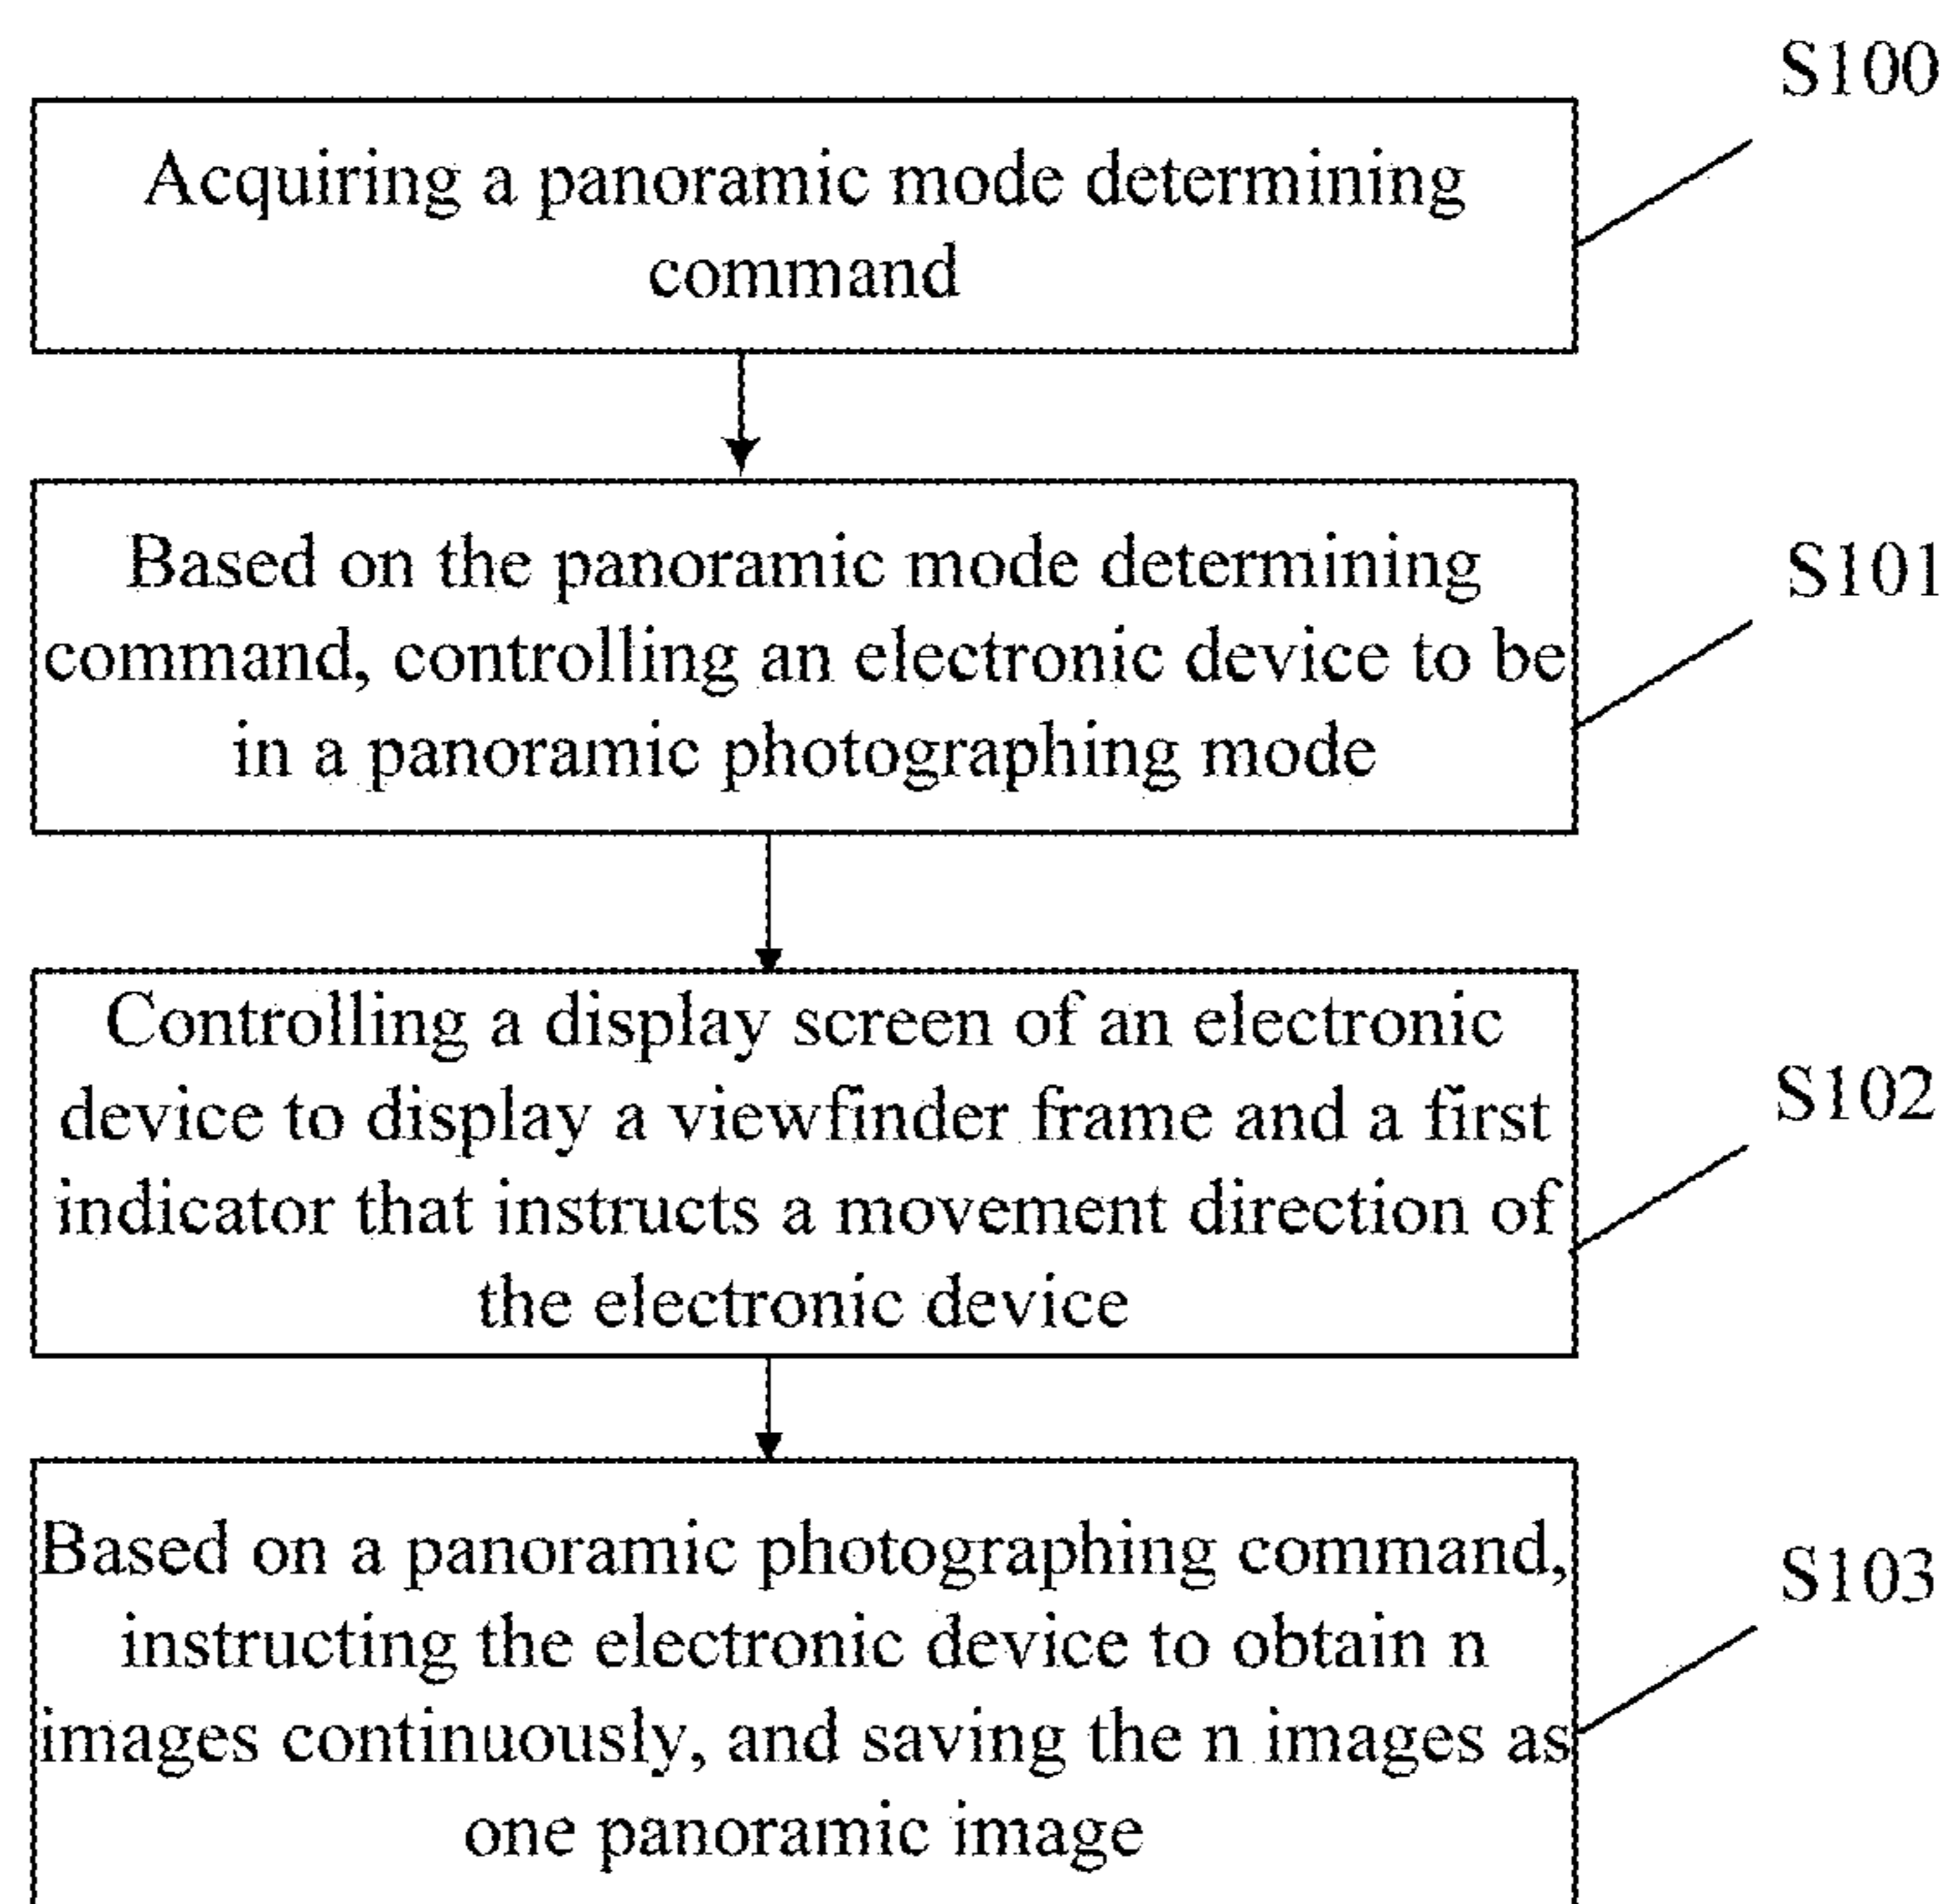 S100
Acquiring a panoramic mode determining
command
Based on the panoramic mode determining
command, controlling an electronic device to be
in a panoramic photographing mode
S101
Controlling a display screen of an electronic
device to display a viewfinder frame and a first
indicator that instructs a movement direction of
the electronic device
S102
Based on a panoramic photographing command,
instructing the electronic device to obtain n
images continuously, and saving the n images as
one panoramic image
S103